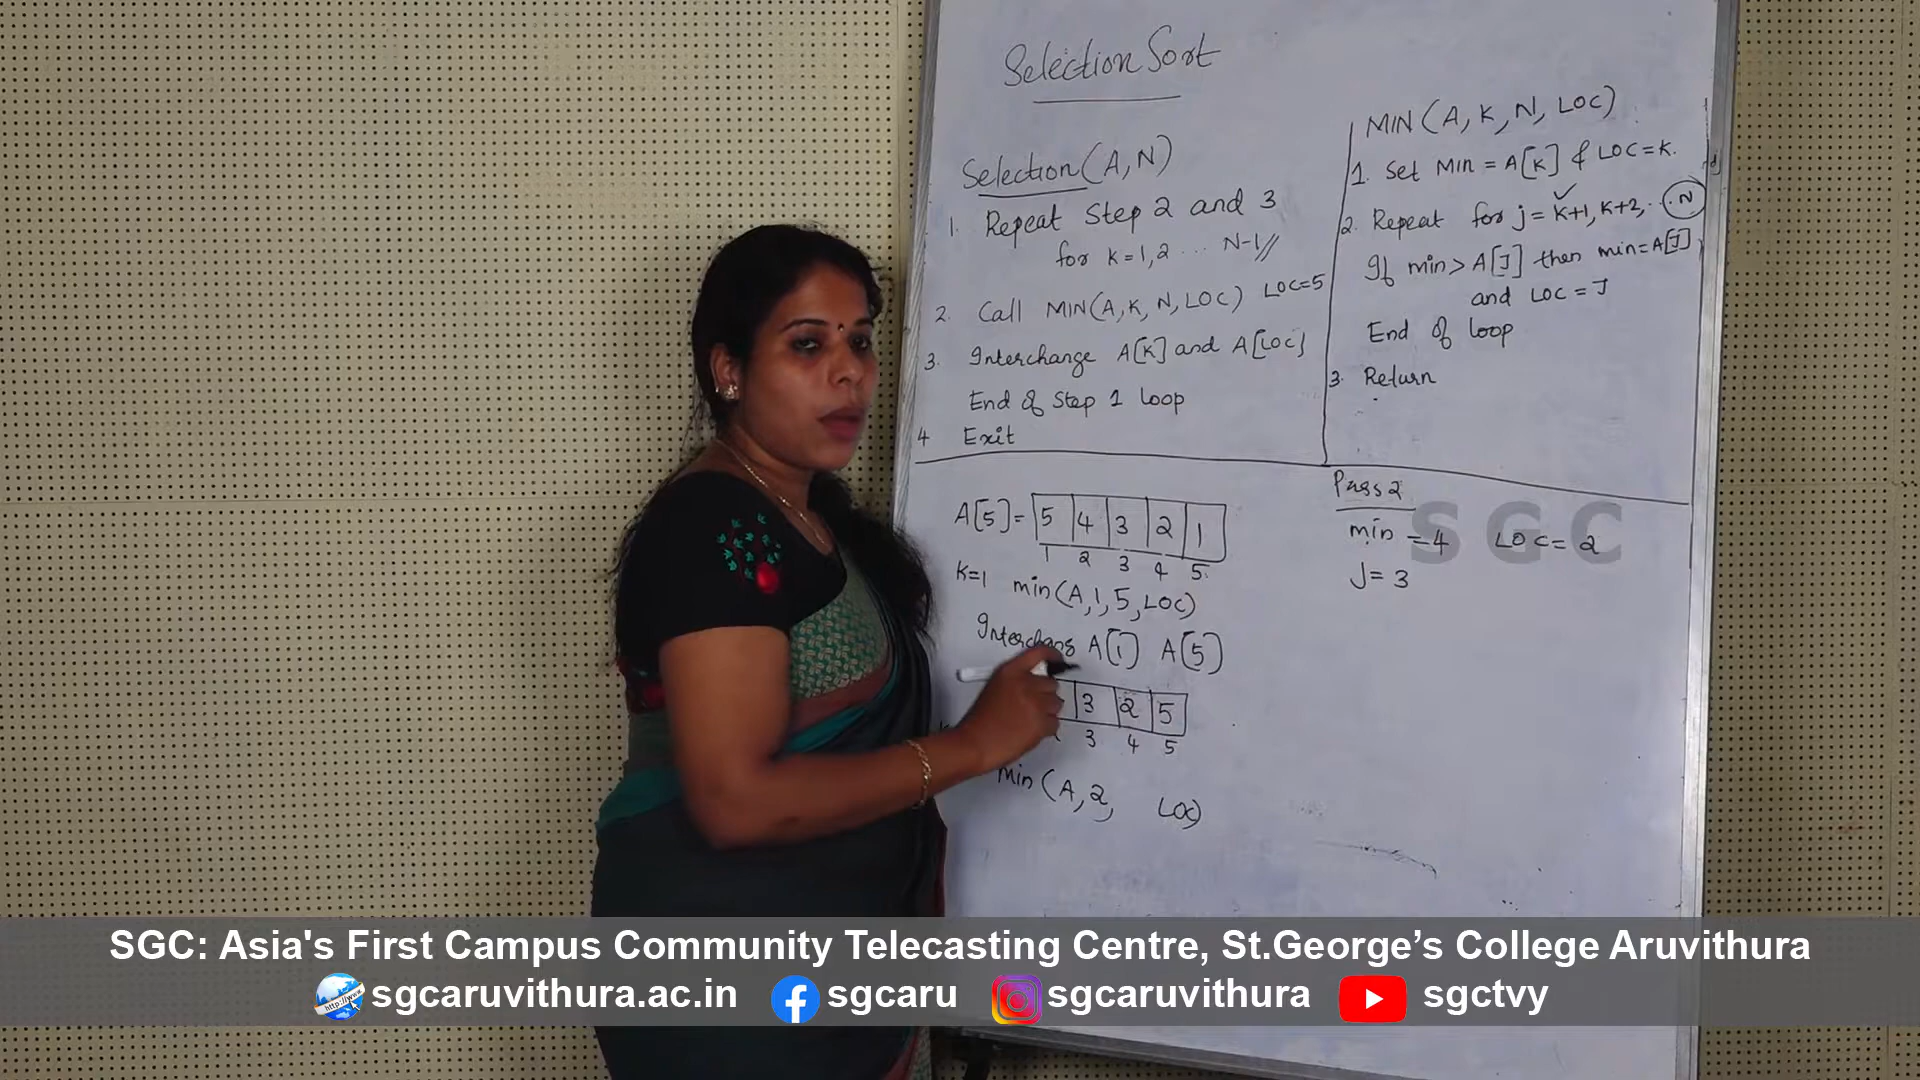 Selection Sort
Selection (A, N)
1. Repeat Step 2 and 3
for k = 1, 2 ... N-1//
2. Call MIN(A, K, N, LOC) LOC=5
3. Interchange A[K] and A[LOC]
End of Step 1 loop
4 Exit
MIN (A, K, N, LOC)
1. Set MIN = A[K] & LOC = K.
2. Repeat for j = K+1, K+2, ... N
If min > A[J] then min = A[J]
and LOC = J
End of loop
3. Return
A[5] = 5 4 3 2 1
1 2 3 4 5
K=1 min(A, 1, 5, LOC)
A[1] A[5]
3 2 5
3 4 5
min (A, 2, LOC)
Pass 2
min = 4 LOC = 2
J = 3
SGC
SGC: Asia's First Campus Community Telecasting Centre, St.George’s College Aruvithura
http://www
sgcaruvithura.ac.in sgcaru sgcaruvithura sgctvy